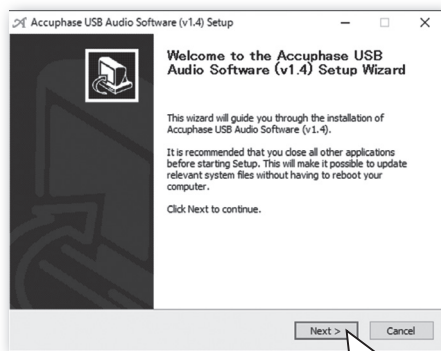 Accuphase USB Audio Software (v1.4) Setup
Welcome to the Accuphase USB
Audio Software (v1.4) Setup Wizard
This wizard will guide you through the installation of
Accuphase USB Audio Software (v1.4).
It is recommended that you close all other applications
before starting Setup. This will make it possible to update
relevant system files without having to reboot your
computer.
Click Next to continue.
Next >
Cancel